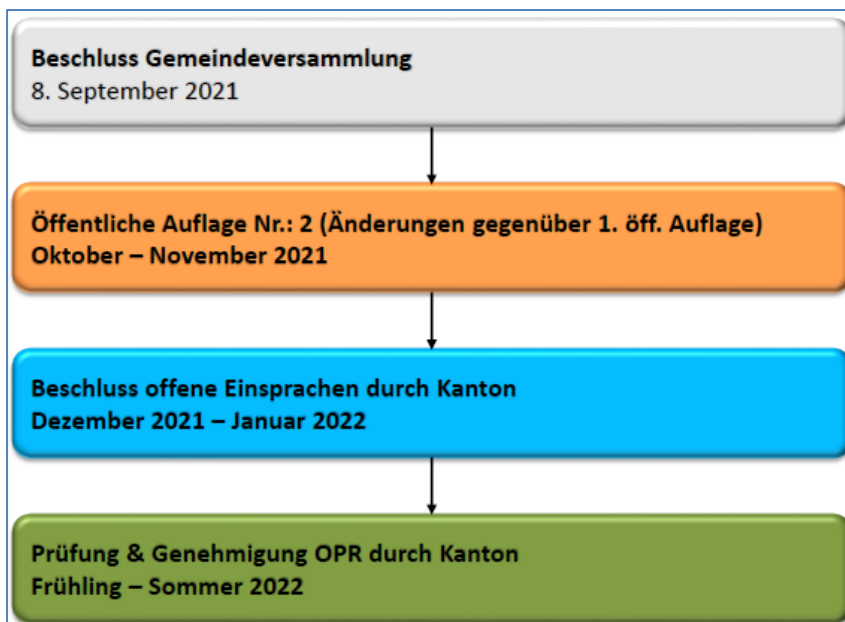 Beschluss Gemeindeversammlung
8. September 2021
Öffentliche Auflage Nr.: 2 (Änderungen gegenüber 1. öff. Auflage)
Oktober – November 2021
Beschluss offene Einsprachen durch Kanton
Dezember 2021 – Januar 2022
Prüfung & Genehmigung OPR durch Kanton
Frühling – Sommer 2022